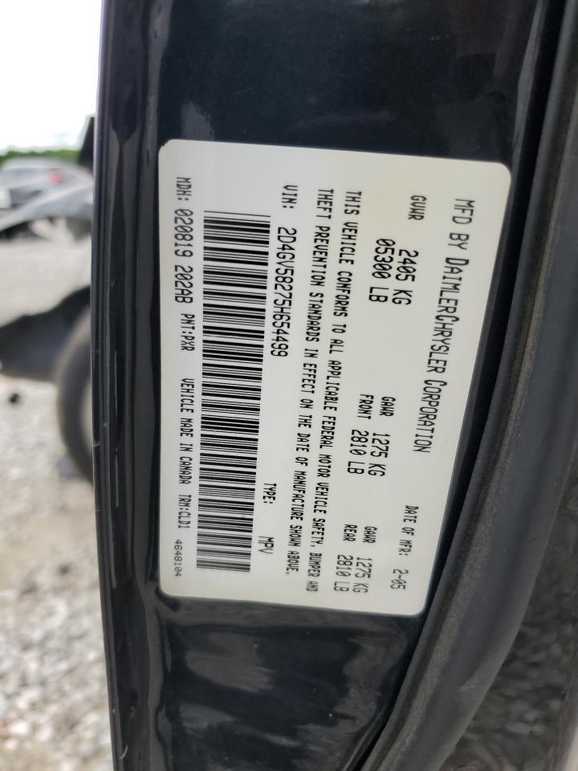 MFD BY DAIMLERCHRYSLER CORPORATION
DATE OF MFR: 2-05
GVWR 2405 KG
05300 LB
GAWR FRONT 1275 KG
2810 LB
GAWR REAR 1275 KG
2810 LB
THIS VEHICLE CONFORMS TO ALL APPLICABLE FEDERAL MOTOR VEHICLE SAFETY, BUMPER AND
THEFT PREVENTION STANDARDS IN EFFECT ON THE DATE OF MANUFACTURE SHOWN ABOVE.
VIN: 2D4GV58275H654499 TYPE: MPV
MDH: 020819 202AB PNT:PXR VEHICLE MADE IN CANADA TRM:CLD1
4648104